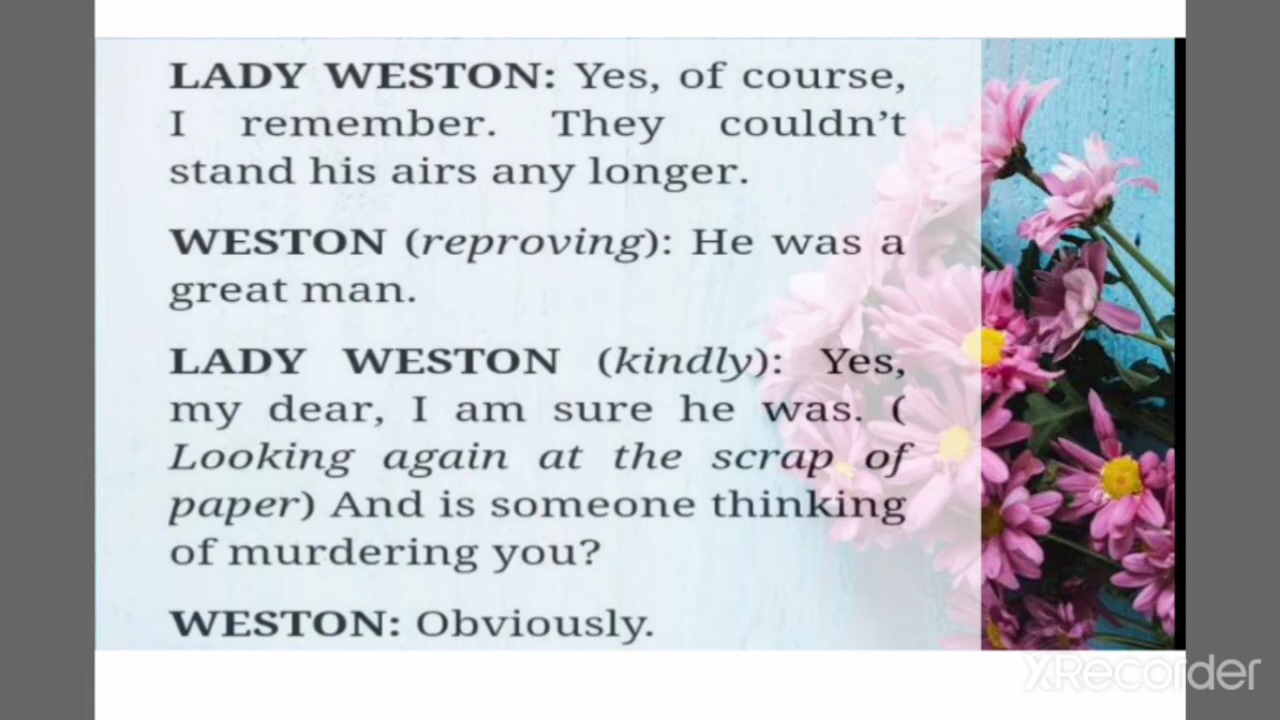 LADY WESTON: Yes, of course,
I remember. They couldn't
stand his airs any longer.
WESTON (reproving): He was a
great man.
LADY WESTON (kindly): Yes,
my dear, I am sure he was. (
Looking again at the scrap of
paper) And is someone thinking
of murdering you?
WESTON: Obviously.
XRecorder